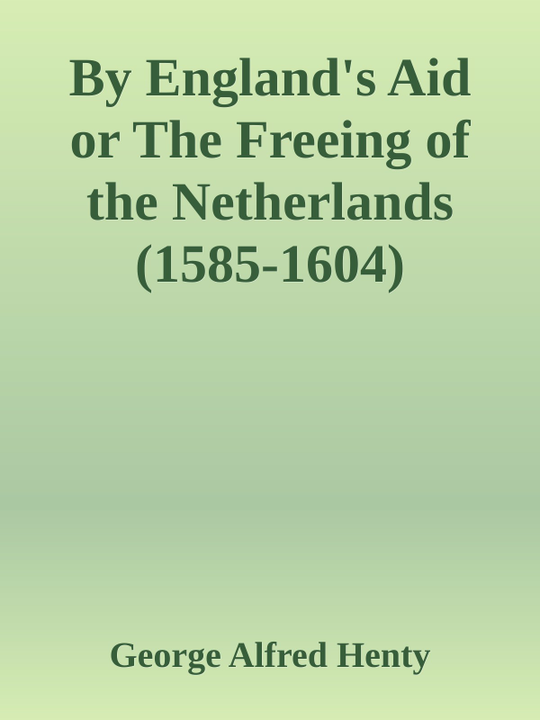 By England's Aid
or The Freeing of
the Netherlands
(1585-1604)
George Alfred Henty